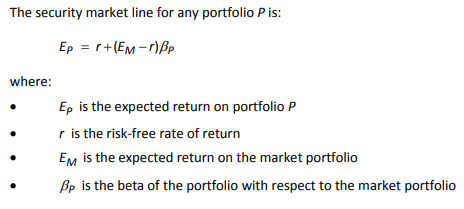 The security market line for any portfolio P is:
E_P = r+(E_M – r)β_P
where:
• E_P is the expected return on portfolio P
• r is the risk-free rate of return
• E_M is the expected return on the market portfolio
• β_P is the beta of the portfolio with respect to the market portfolio